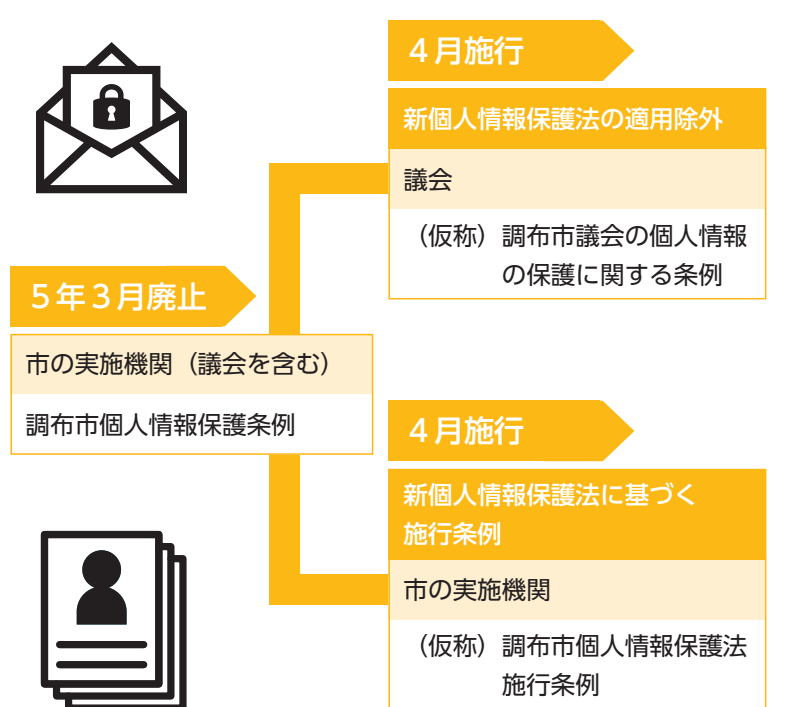 ４月施行
新個人情報保護法の適用除外
議会
（仮称）調布市議会の個人情報
の保護に関する条例
５年３月廃止
市の実施機関（議会を含む）
調布市個人情報保護条例
４月施行
新個人情報保護法に基づく
施行条例
市の実施機関
（仮称）調布市個人情報保護法
施行条例